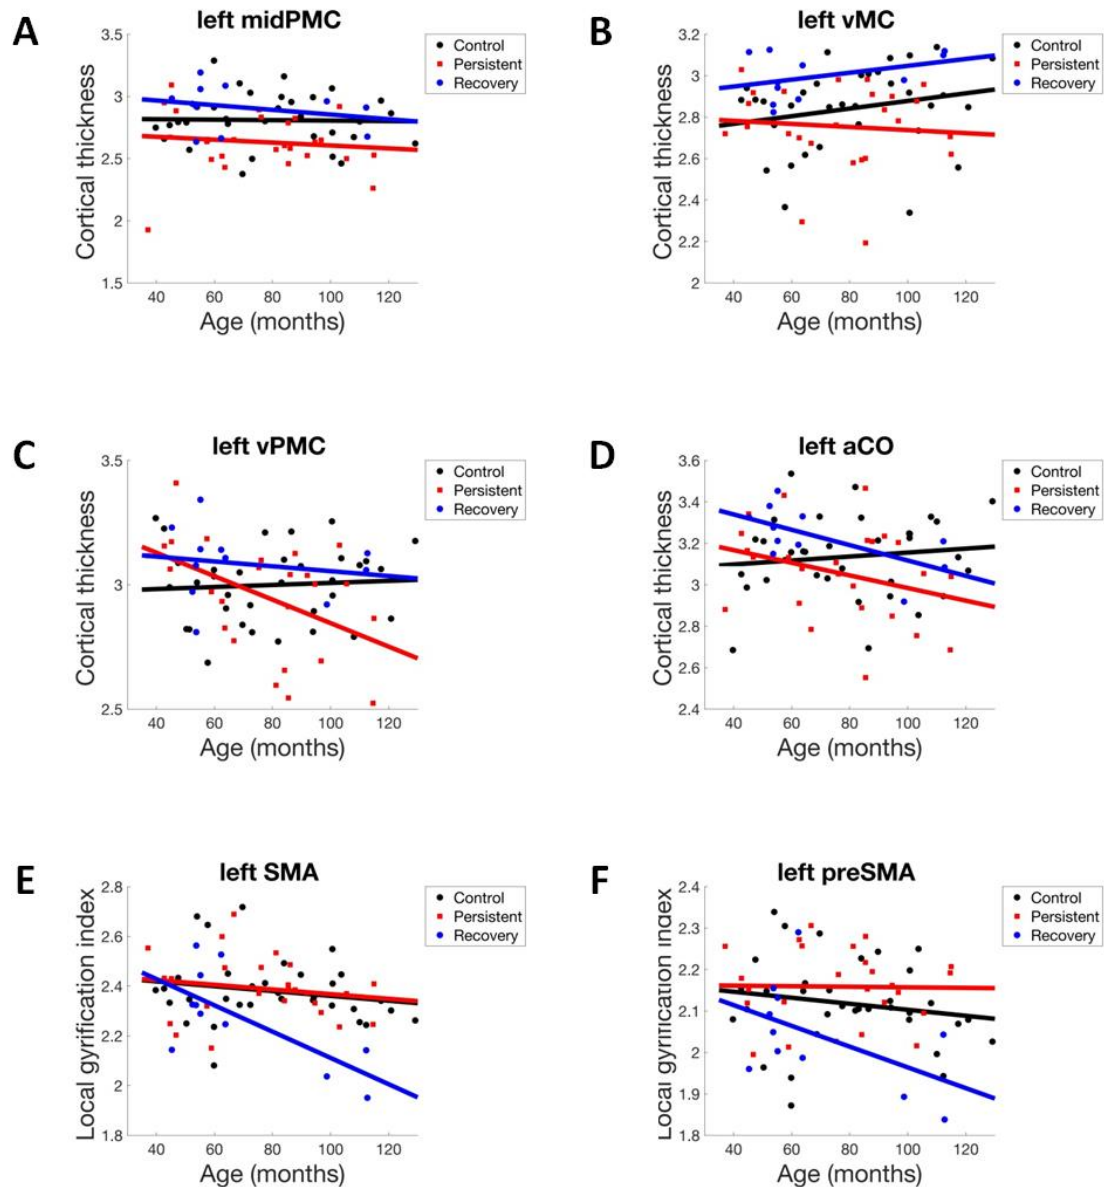 A
left midPMC
Control
Persistent
Recovery
Cortical thickness
3.5
3
2.5
2
1.5
40 60 80 100 120
Age (months)
B
left vMC
Control
Persistent
Recovery
Cortical thickness
3.2
3
2.8
2.6
2.4
2.2
2
40 60 80 100 120
Age (months)
C
left vPMC
Control
Persistent
Recovery
Cortical thickness
3.5
3
2.5
40 60 80 100 120
Age (months)
D
left aCO
Control
Persistent
Recovery
Cortical thickness
3.6
3.4
3.2
3
2.8
2.6
2.4
40 60 80 100 120
Age (months)
E
left SMA
Control
Persistent
Recovery
Local gyrification index
2.8
2.6
2.4
2.2
2
1.8
40 60 80 100 120
Age (months)
F
left preSMA
Control
Persistent
Recovery
Local gyrification index
2.4
2.3
2.2
2.1
2
1.9
1.8
40 60 80 100 120
Age (months)